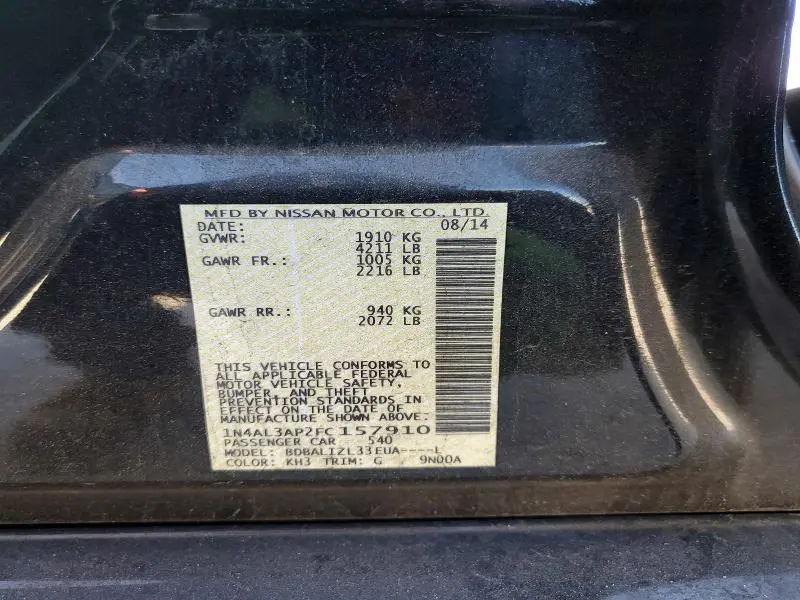 MFD BY NISSAN MOTOR CO., LTD.
DATE: 08/14
GVWR: 1910 KG
4211 LB
GAWR FR.: 1005 KG
2216 LB
GAWR RR.: 940 KG
2072 LB
THIS VEHICLE CONFORMS TO
ALL APPLICABLE FEDERAL
MOTOR VEHICLE SAFETY,
BUMPER, AND THEFT
PREVENTION STANDARDS IN
EFFECT ON THE DATE OF
MANUFACTURE SHOWN ABOVE.
1N4AL3AP2FC157910
PASSENGER CAR 540
MODEL: BDBALIZL33EUA----L
COLOR: KH3 TRIM: G 9N00A